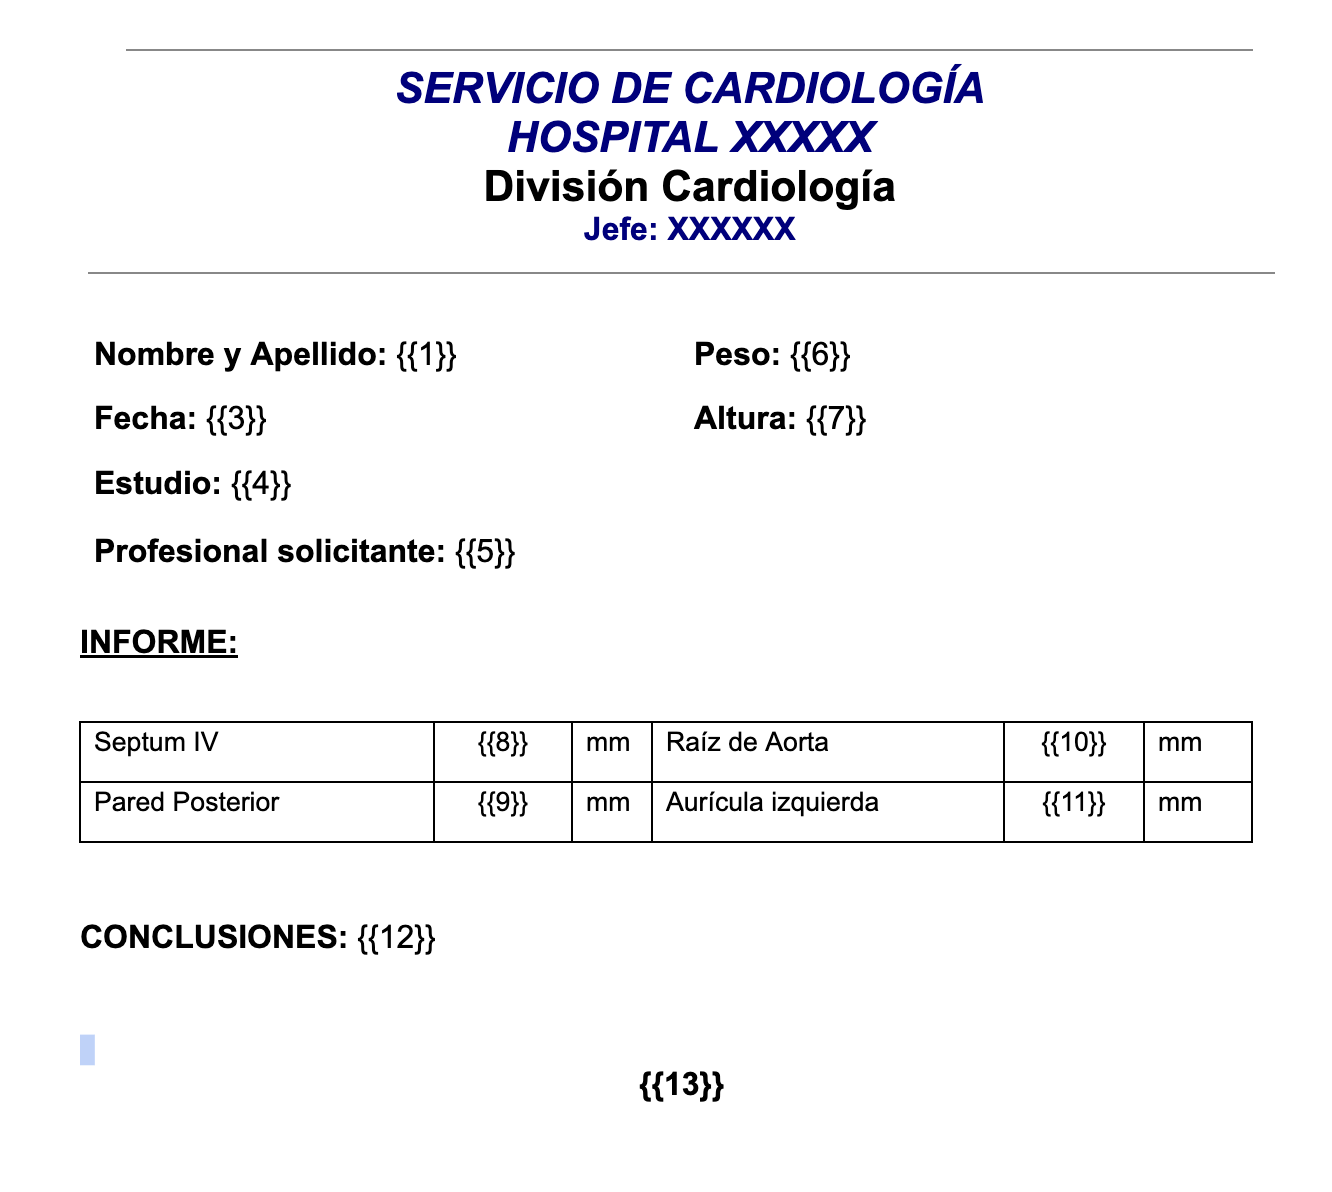 SERVICIO DE CARDIOLOGÍA
HOSPITAL XXXXX
División Cardiología
Jefe: XXXXXX
Nombre y Apellido: {{1}} Peso: {{6}}
Fecha: {{3}} Altura: {{7}}
Estudio: {{4}}
Profesional solicitante: {{5}}
INFORME:
Septum IV {{8}} mm Raíz de Aorta {{10}} mm
Pared Posterior {{9}} mm Aurícula izquierda {{11}} mm
CONCLUSIONES: {{12}}
{{13}}